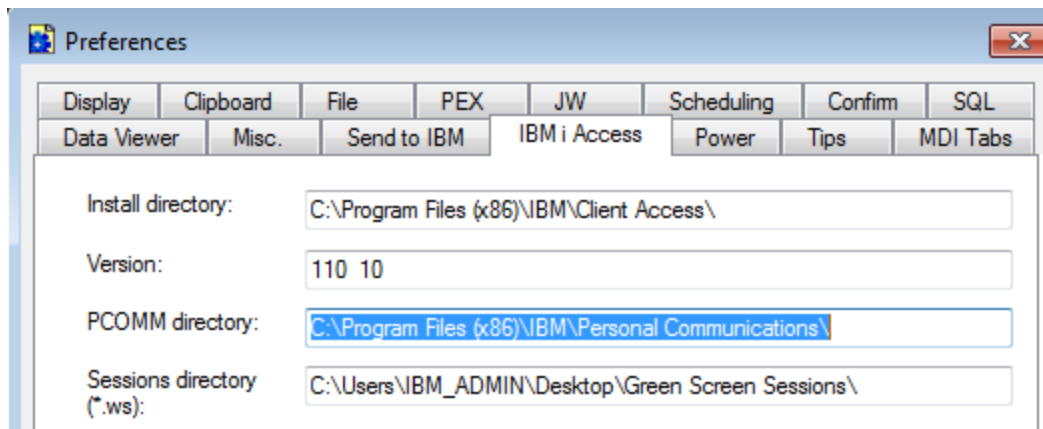 Preferences
Display Clipboard File PEX JW Scheduling Confirm SQL
Data Viewer Misc. Send to IBM IBM i Access Power Tips MDI Tabs
Install directory: C:\Program Files (x86)\IBM\Client Access\
Version: 110 10
PCOMM directory: C:\Program Files (x86)\IBM\Personal Communications\
Sessions directory C:\Users\IBM_ADMIN\Desktop\Green Screen Sessions\
(*.ws):